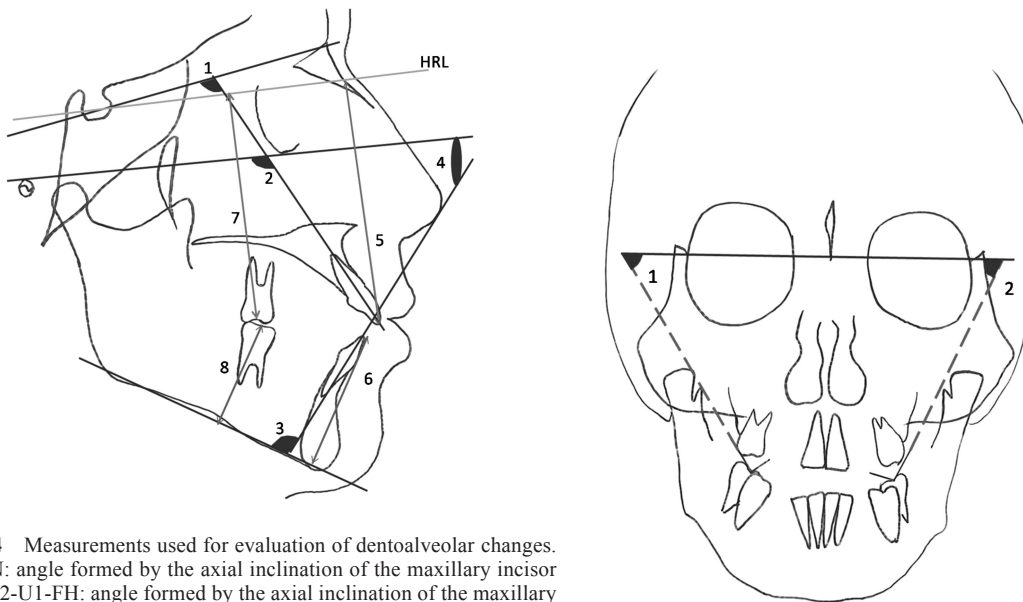 1
HRL
2
4
7
5
8
6
3
1
2
4 Measurements used for evaluation of dentoalveolar changes.
N: angle formed by the axial inclination of the maxillary incisor
2-U1-FH: angle formed by the axial inclination of the maxillary